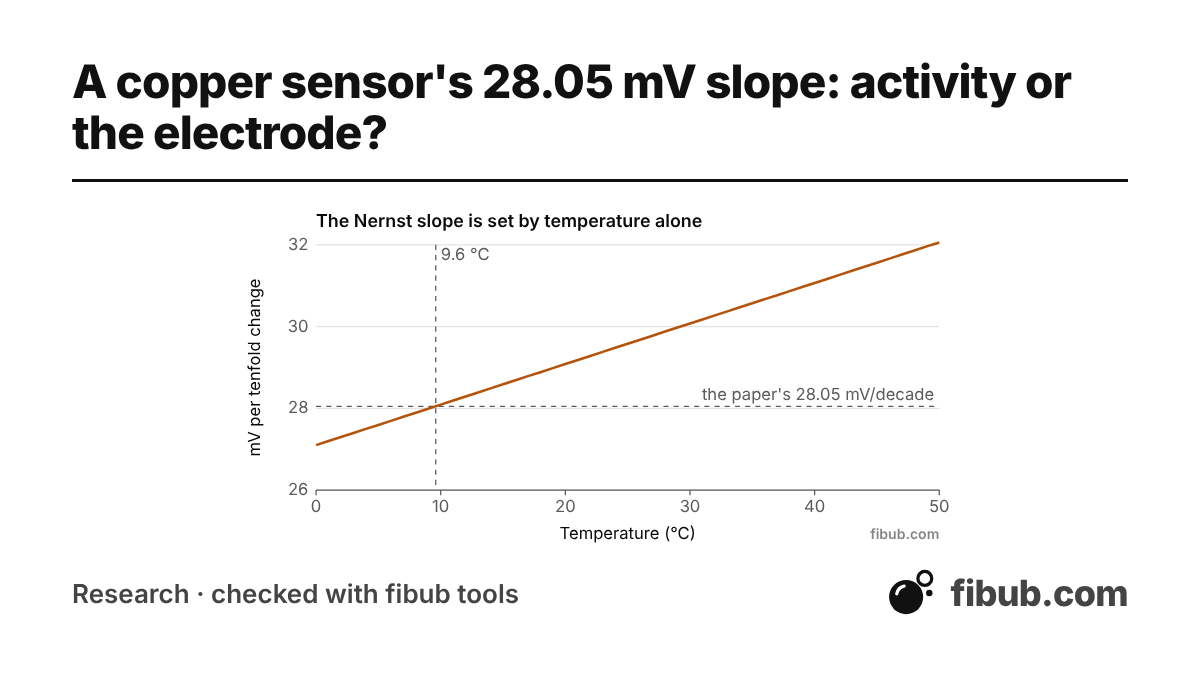 A copper sensor's 28.05 mV slope: activity or
the electrode?
The Nernst slope is set by temperature alone
32
9.6 °C
mV per tenfold change
30
the paper's 28.05 mV/decade
28
26
0 10 20 30 40 50
Temperature (°C)
fibub.com
Research · checked with fibub tools
fibub.com